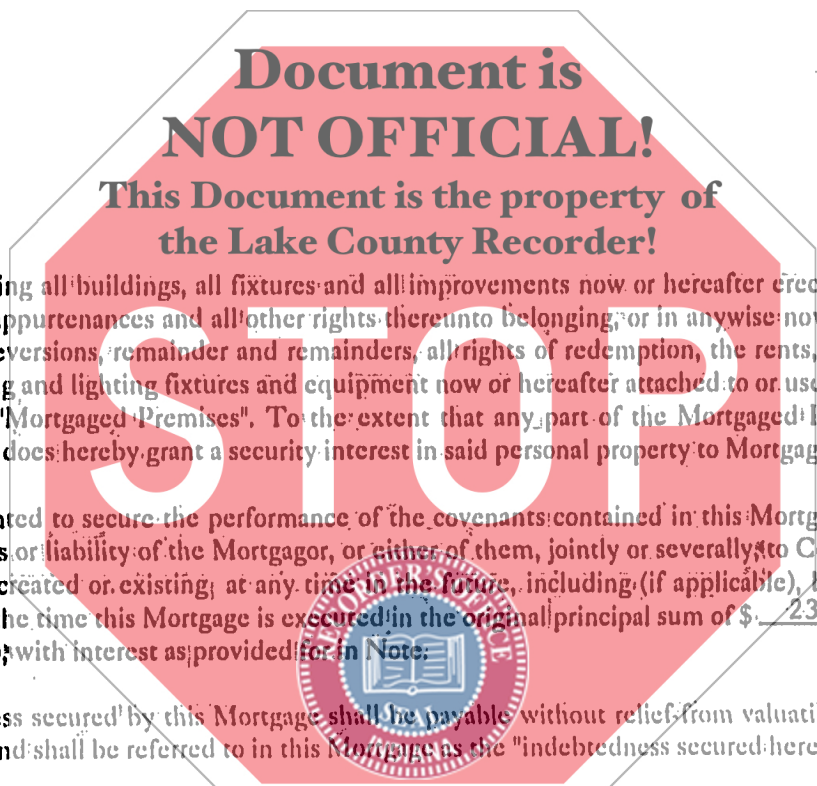 Document is
NOT OFFICIAL!
This Document is the property of
the Lake County Recorder!
STOP
ing all buildings, all fixtures and all improvements now or hereafter erec
appurtenances and all other rights thereunto belonging, or in anywise nov
eversions, remainder and remainders, all rights of redemption, the rents,
g and lighting fixtures and equipment now or hereafter attached to or use
"Mortgaged Premises". To the extent that any part of the Mortgaged
does hereby grant a security interest in said personal property to Mortgag
ated to secure the performance of the covenants contained in this Mortg
s or liability of the Mortgagor, or either of them, jointly or severally, to C
created or existing at any time in the future, including (if applicable),
he time this Mortgage is executed in the original principal sum of $ 23
with interest as provided for in Note;
RECORDER'S OFFICE
SEAL
ss secured by this Mortgage shall be payable without relief from valuati
nd shall be referred to in this Mortgage as the "indebtedness secured here